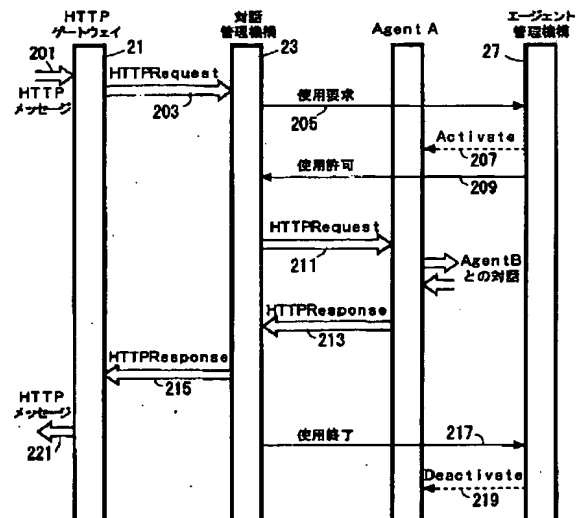 HTTP
ゲートウェイ
対話
管理機構
Agent A
エージェント
管理機構
21
23
27
201
HTTP
メッセージ
HTTPRequest
203
使用要求
205
Activate
207
使用許可
209
HTTPRequest
211
AgentB
との対話
HTTPResponse
213
HTTPResponse
215
HTTP
メッセージ
221
使用終了
217
Deactivate
219